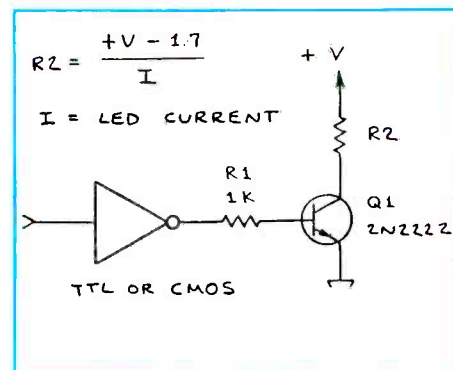 R2 = +V - 1.7 / I
I = LED CURRENT
+ V
R2
R1
1K
Q1
2N2222
TTL OR CMOS